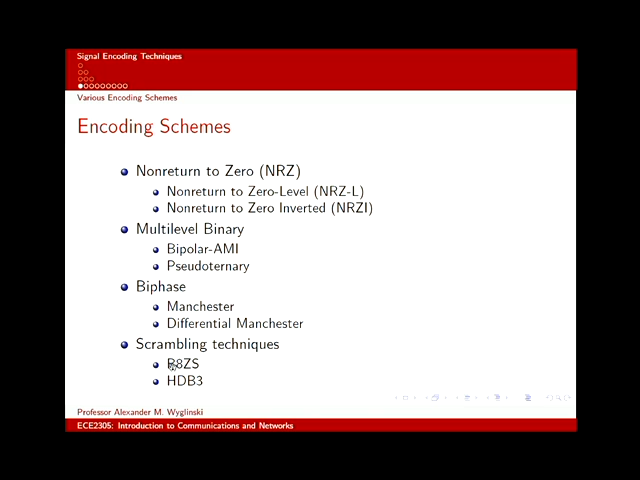 Signal Encoding Techniques
Various Encoding Schemes
Encoding Schemes
Nonreturn to Zero (NRZ)
Nonreturn to Zero-Level (NRZ-L)
Nonreturn to Zero Inverted (NRZI)
Multilevel Binary
Bipolar-AMI
Pseudoternary
Biphase
Manchester
Differential Manchester
Scrambling techniques
B8ZS
HDB3
Professor Alexander M. Wyglinski
ECE2305: Introduction to Communications and Networks